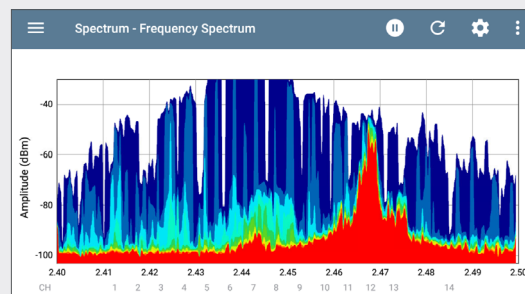 Spectrum - Frequency Spectrum
Amplitude (dBm)
-40
-60
-80
-100
2.40 2.41 2.42 2.43 2.44 2.45 2.46 2.47 2.48 2.49 2.50
CH 1 2 3 4 5 6 7 8 9 10 11 12 13 14